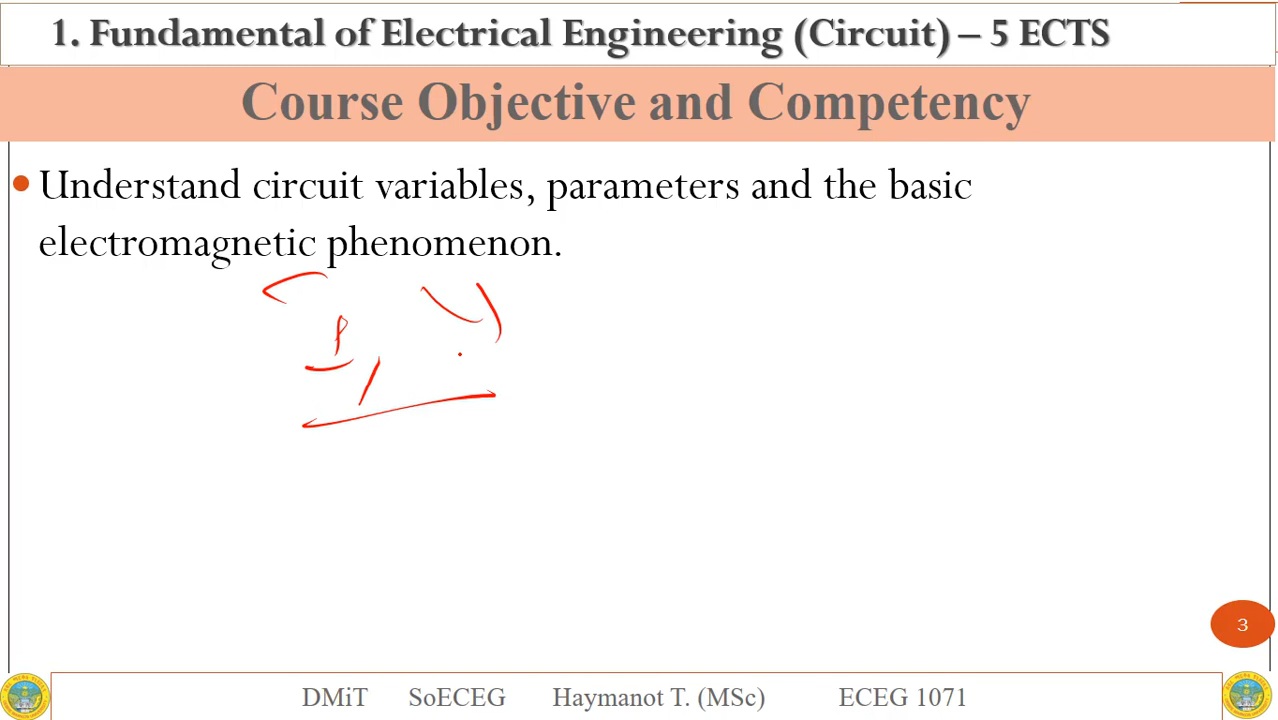 1. Fundamental of Electrical Engineering (Circuit) – 5 ECTS
Course Objective and Competency
• Understand circuit variables, parameters and the basic
electromagnetic phenomenon.
3
DMiT SoECEG Haymanot T. (MSc) ECEG 1071